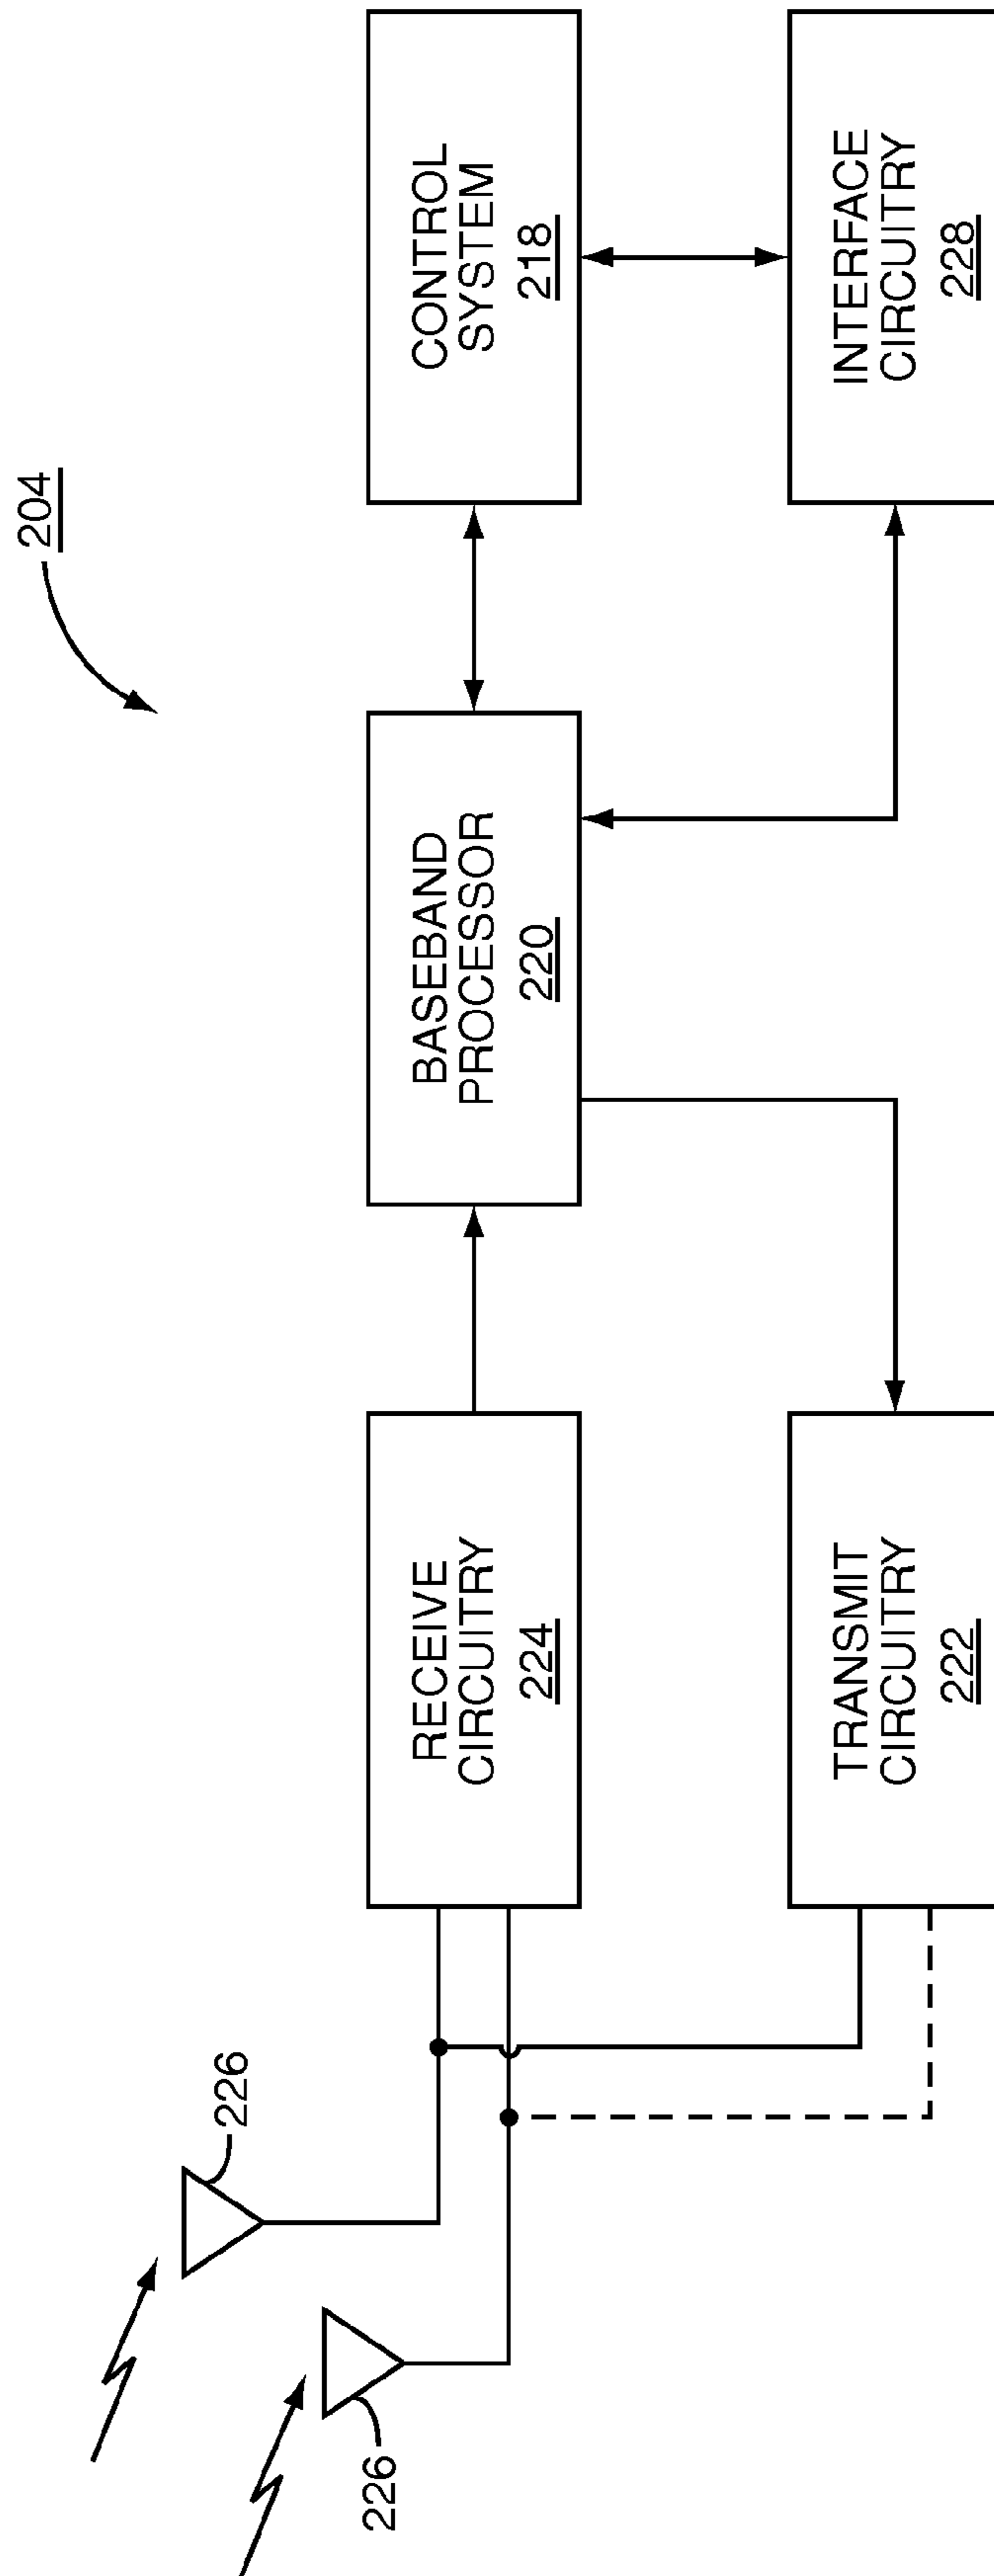 204
CONTROL
SYSTEM
218
BASEBAND
PROCESSOR
220
RECEIVE
CIRCUITRY
224
INTERFACE
CIRCUITRY
228
TRANSMIT
CIRCUITRY
222
226
226